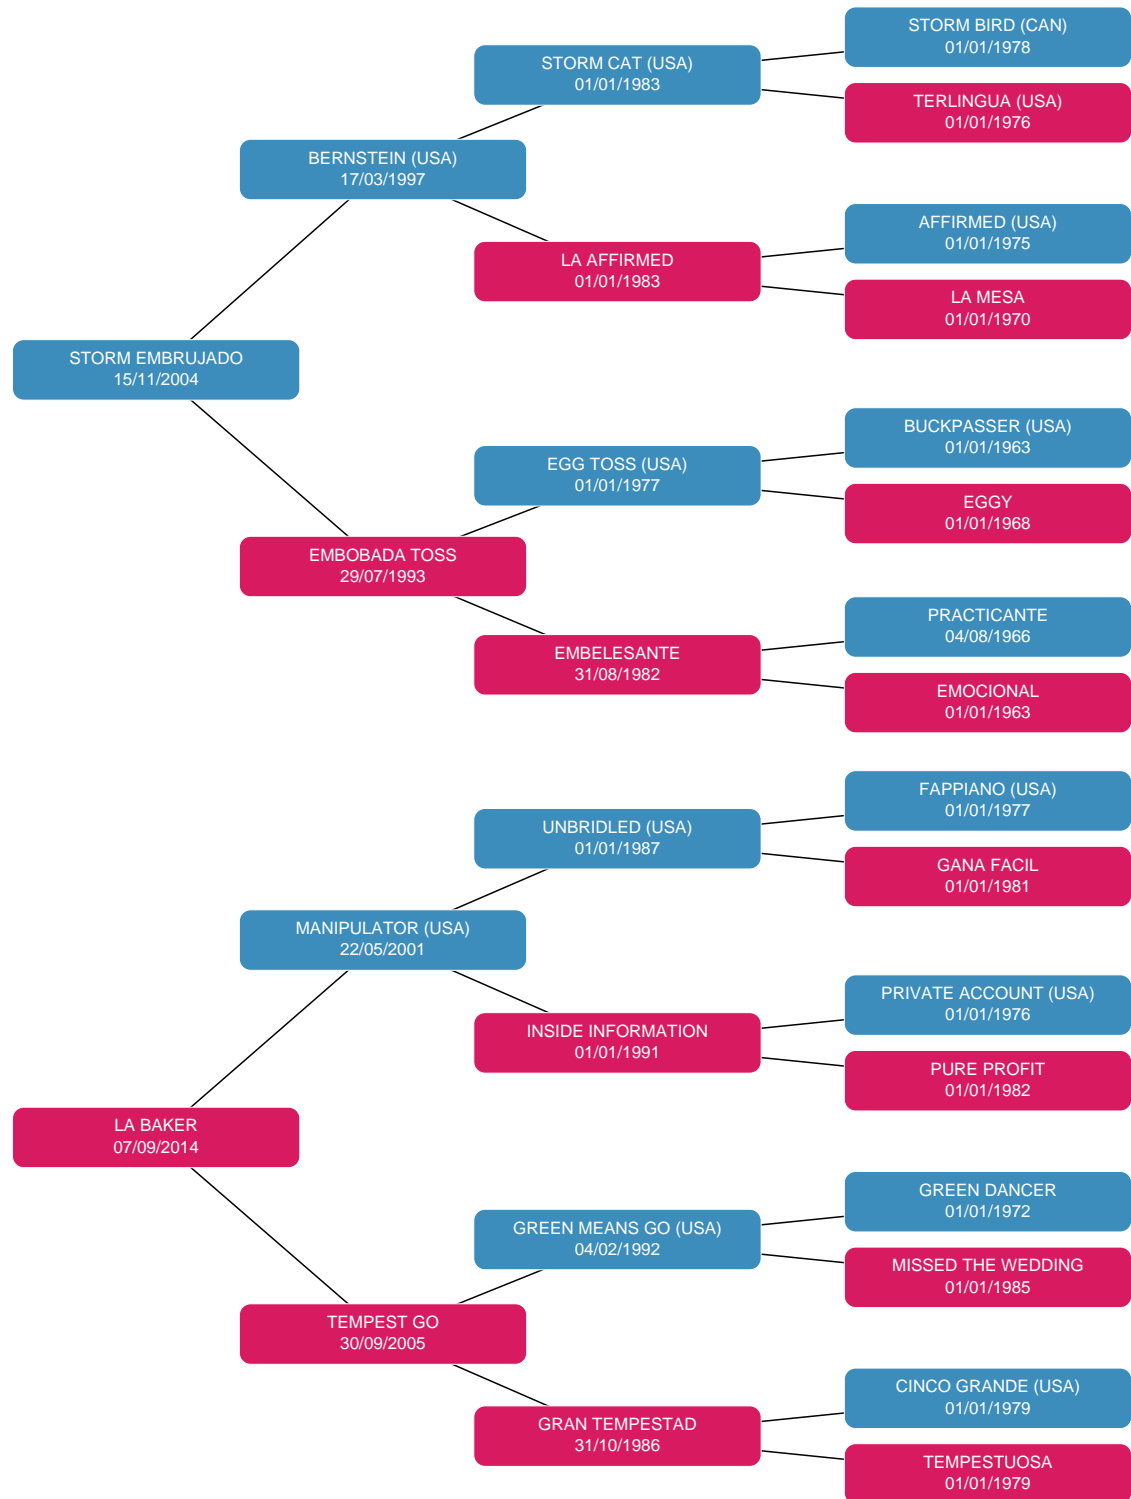 STORM BIRD (CAN)
01/01/1978
STORM CAT (USA)
01/01/1983
TERLINGUA (USA)
01/01/1976
BERNSTEIN (USA)
17/03/1997
AFFIRMED (USA)
01/01/1975
LA AFFIRMED
01/01/1983
LA MESA
01/01/1970
STORM EMBRUJADO
15/11/2004
BUCKPASSER (USA)
01/01/1963
EGG TOSS (USA)
01/01/1977
EGGY
01/01/1968
EMBOBADA TOSS
29/07/1993
PRACTICANTE
04/08/1966
EMBELESANTE
31/08/1982
EMOCIONAL
01/01/1963
FAPPIANO (USA)
01/01/1977
UNBRIDLED (USA)
01/01/1987
GANA FACIL
01/01/1981
MANIPULATOR (USA)
22/05/2001
PRIVATE ACCOUNT (USA)
01/01/1976
INSIDE INFORMATION
01/01/1991
PURE PROFIT
01/01/1982
LA BAKER
07/09/2014
GREEN DANCER
01/01/1972
GREEN MEANS GO (USA)
04/02/1992
MISSED THE WEDDING
01/01/1985
TEMPEST GO
30/09/2005
CINCO GRANDE (USA)
01/01/1979
GRAN TEMPESTAD
31/10/1986
TEMPESTUOSA
01/01/1979